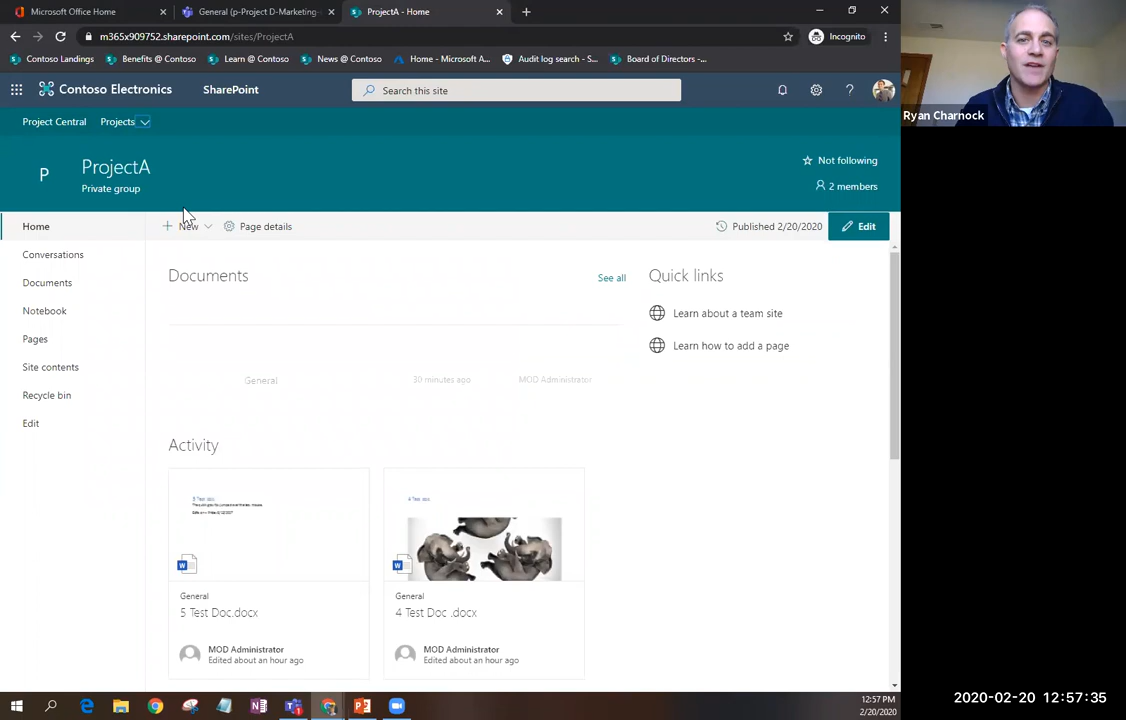 Microsoft Office Home
General (p-Project D-Marketing-
ProjectA - Home
m365x909752.sharepoint.com/sites/ProjectA
Incognito
Contoso Landings
Benefits @ Contoso
Learn @ Contoso
News @ Contoso
Home - Microsoft A...
Audit log search - S...
Board of Directors -...
Contoso Electronics
SharePoint
Search this site
Ryan Charnock
Project Central
Projects
P
ProjectA
Private group
Not following
2 members
Home
New
Page details
Published 2/20/2020
Edit
Conversations
Documents
Notebook
Pages
Site contents
Recycle bin
Edit
Documents
See all
Quick links
Learn about a team site
Learn how to add a page
General
30 minutes ago
MOD Administrator
Activity
5 Test doc
4 Test doc
General
5 Test Doc.docx
MOD Administrator
Edited about an hour ago
General
4 Test Doc .docx
MOD Administrator
Edited about an hour ago
12:57 PM
2/20/2020
2020-02-20 12:57:35